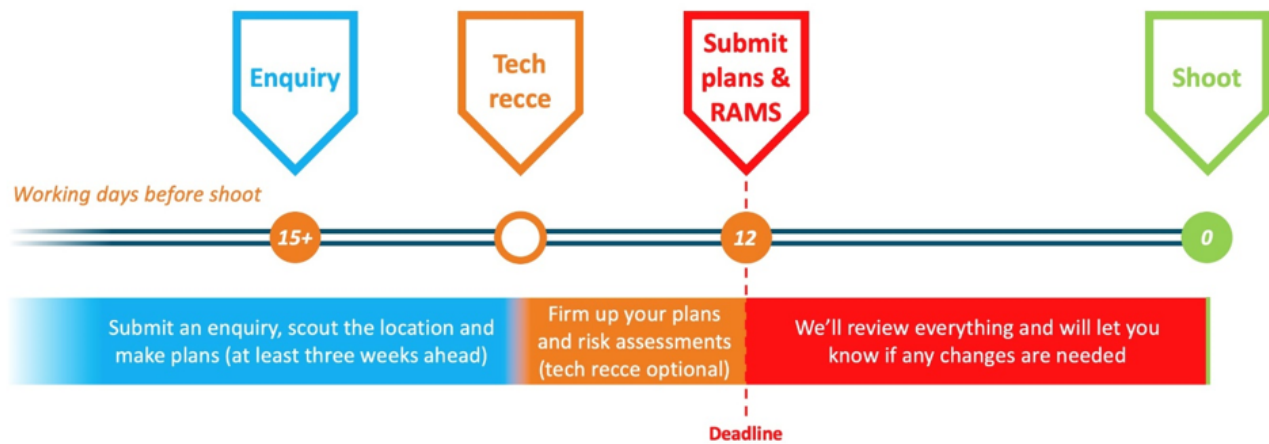 Enquiry
Tech
recce
Submit
plans &
RAMS
Shoot
Working days before shoot
15+
12
0
Submit an enquiry, scout the location and
make plans (at least three weeks ahead)
Firm up your plans
and risk assessments
(tech recce optional)
We’ll review everything and will let you
know if any changes are needed
Deadline